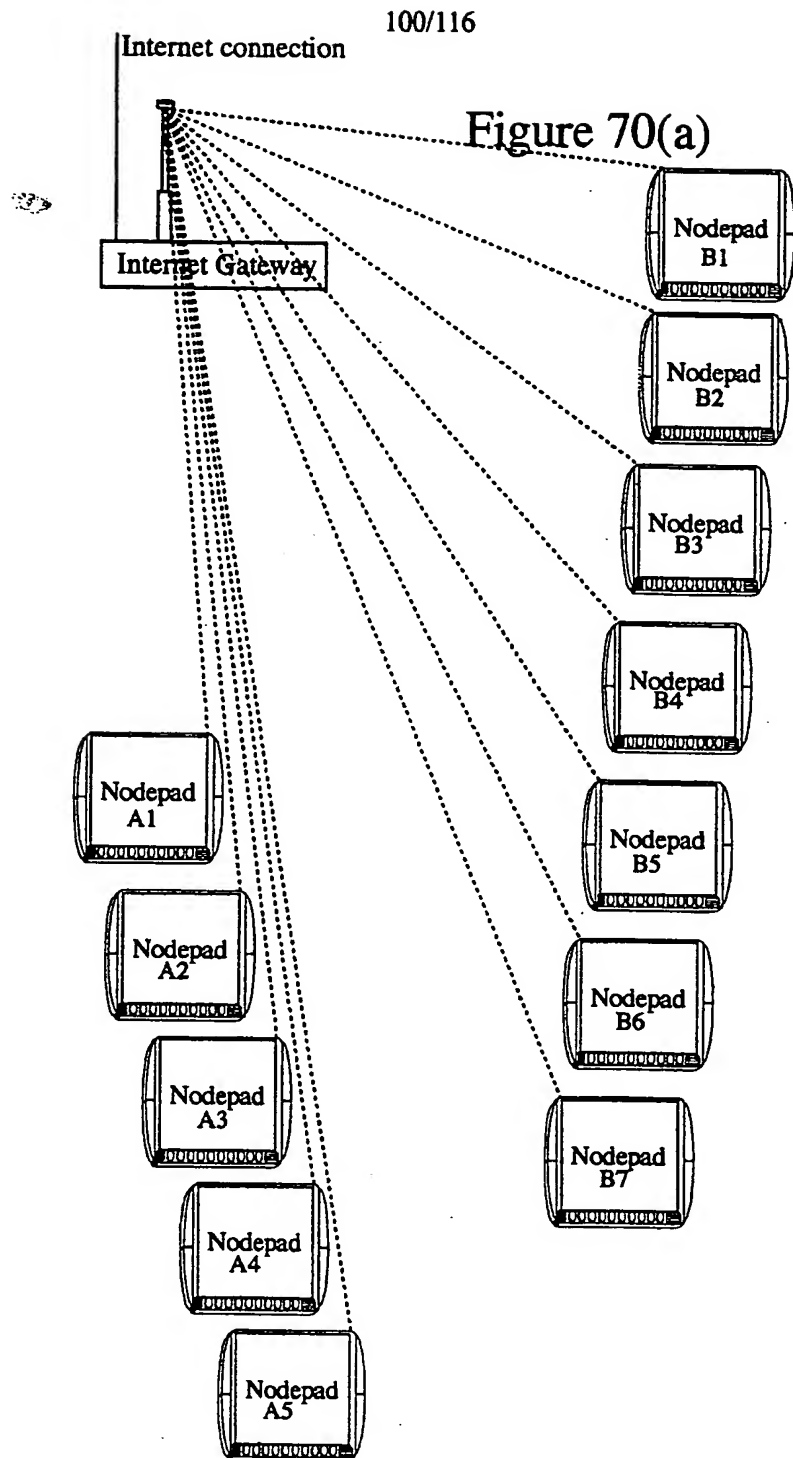 100/116
Internet connection
Figure 70(a)
Internet Gateway
Nodepad
B1
Nodepad
B2
Nodepad
B3
Nodepad
B4
Nodepad
B5
Nodepad
B6
Nodepad
B7
Nodepad
A1
Nodepad
A2
Nodepad
A3
Nodepad
A4
Nodepad
A5